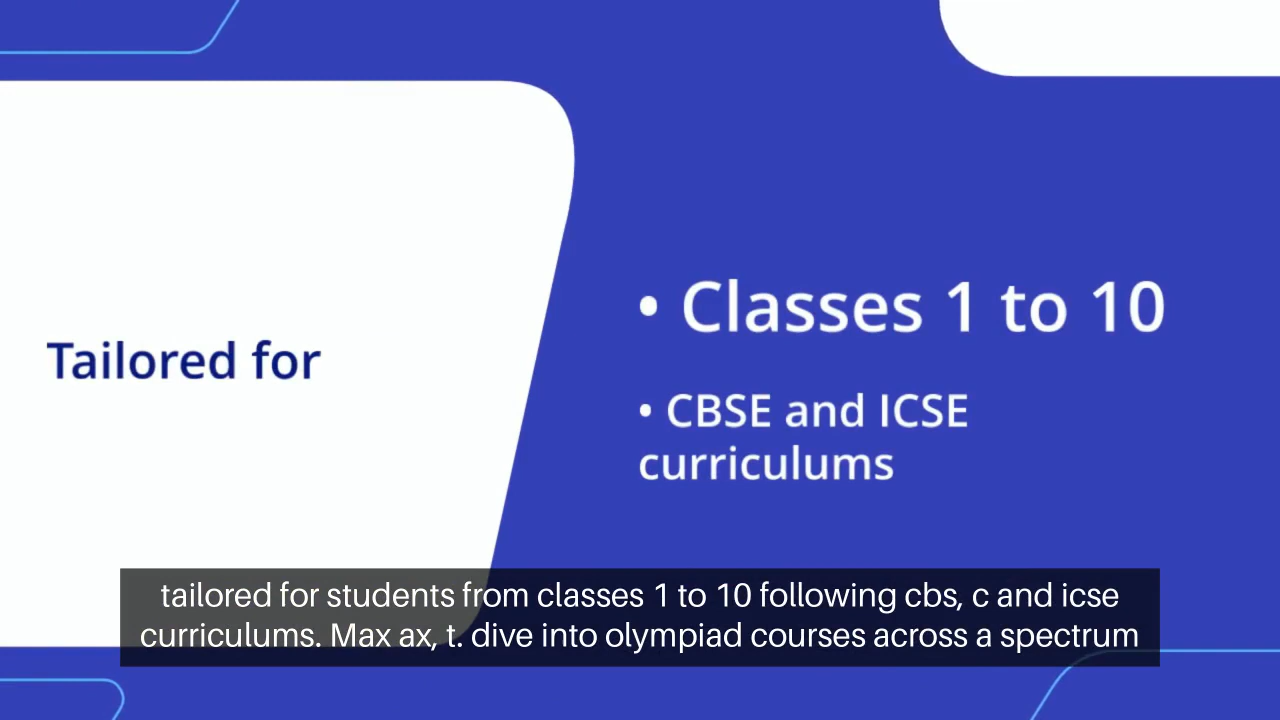 Tailored for
• Classes 1 to 10
• CBSE and ICSE
curriculums
tailored for students from classes 1 to 10 following cbs, c and icse
curriculums. Max ax, t. dive into olympiad courses across a spectrum